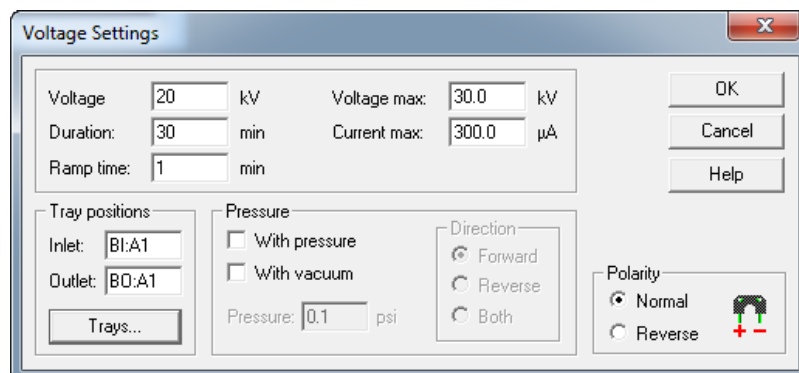 Voltage Settings
Voltage 20 kV Voltage max: 30.0 kV
Duration: 30 min Current max: 300.0 µA
Ramp time: 1 min
OK
Cancel
Help
Tray positions
Inlet: BI:A1
Outlet: BO:A1
Trays...
Pressure
With pressure
With vacuum
Pressure: 0.1 psi
Direction
Forward
Reverse
Both
Polarity
Normal
Reverse